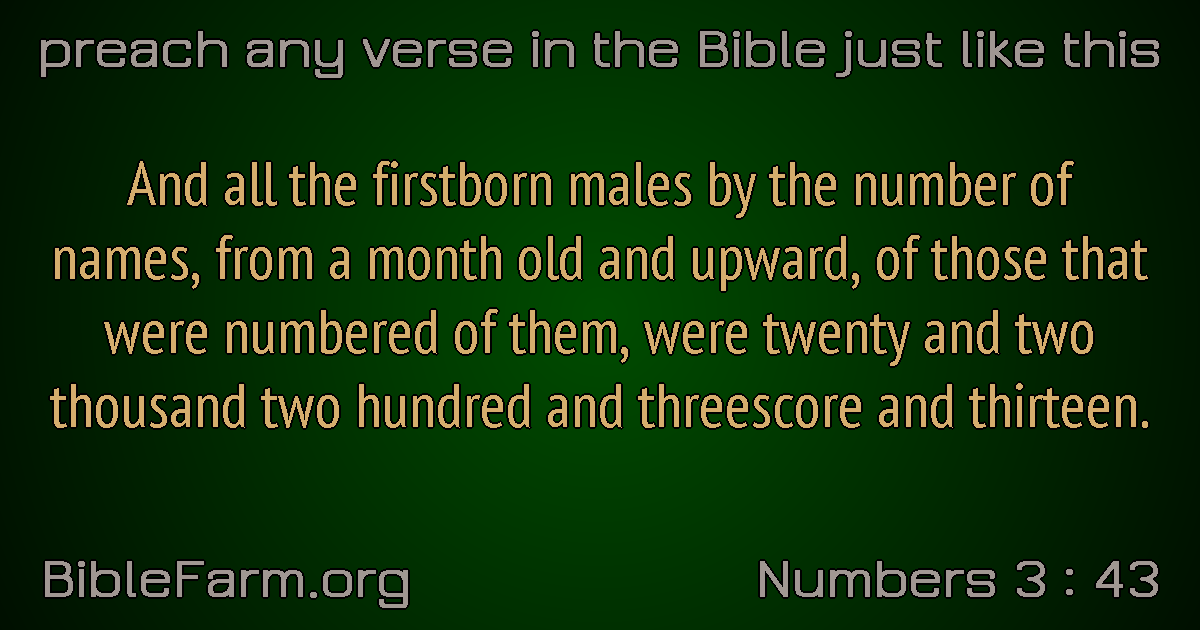 preach any verse in the Bible just like this
And all the firstborn males by the number of
names, from a month old and upward, of those that
were numbered of them, were twenty and two
thousand two hundred and threescore and thirteen.
BibleFarm.org
Numbers 3 : 43